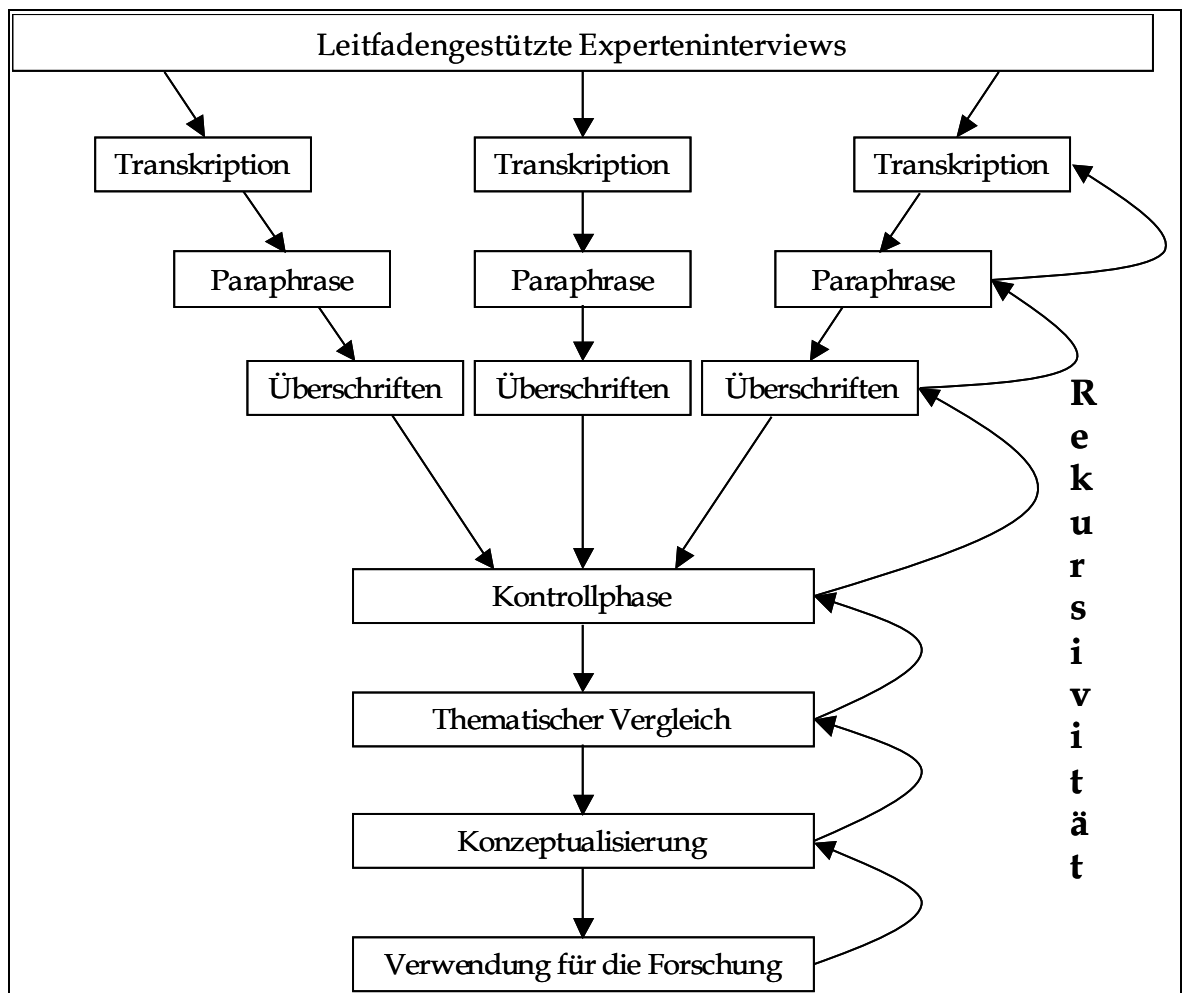 Leitfadengestützte Experteninterviews
Transkription
Transkription
Transkription
Paraphrase
Paraphrase
Paraphrase
Überschriften
Überschriften
Überschriften
Kontrollphase
Thematischer Vergleich
Konzeptualisierung
Verwendung für die Forschung
Rekursivität